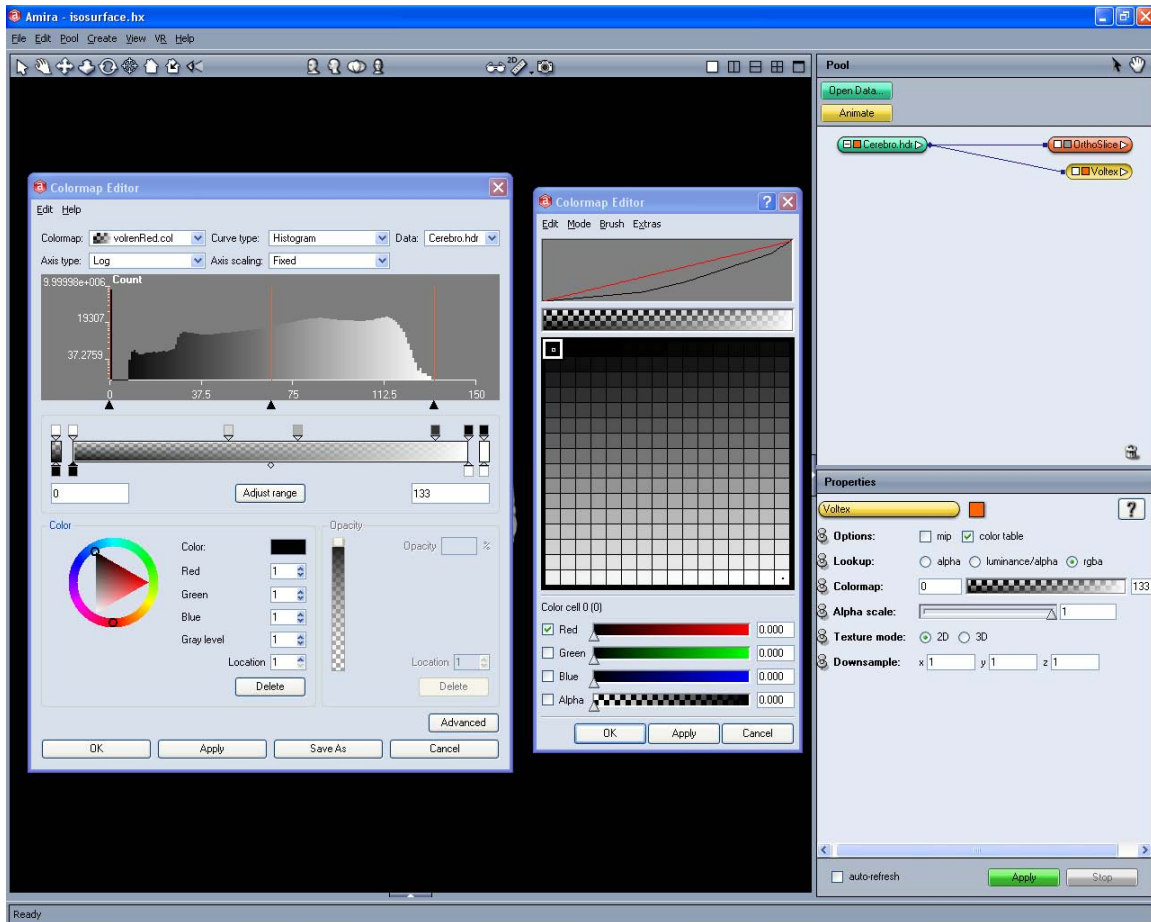 Amira - isosurface.hx
File Edit Pool Create View VR Help
2D
Pool
Open Data...
Animate
Cerebro.hdr
OrthoSlice
Voltex
Colormap Editor
Edit Help
Colormap: volrenRed.col Curve type: Histogram Data: Cerebro.hdr
Axis type: Log Axis scaling: Fixed
9.99998e+006 Count
19307
37.2759
0 37.5 75 112.5 150
0 Adjust range 133
Color
Color:
Red 1
Green 1
Blue 1
Gray level 1
Location 1
Delete
Opacity
Opacity %
Location 1
Delete
Advanced
OK Apply Save As Cancel
Colormap Editor
Edit Mode Brush Extras
Color cell 0 (0)
Red 0.000
Green 0.000
Blue 0.000
Alpha 0.000
OK Apply Cancel
Properties
Voltex ?
Options: mip color table
Lookup: alpha luminance/alpha rgba
Colormap: 0 133
Alpha scale: 1
Texture mode: 2D 3D
Downsample: x 1 y 1 z 1
auto-refresh Apply Stop
Ready